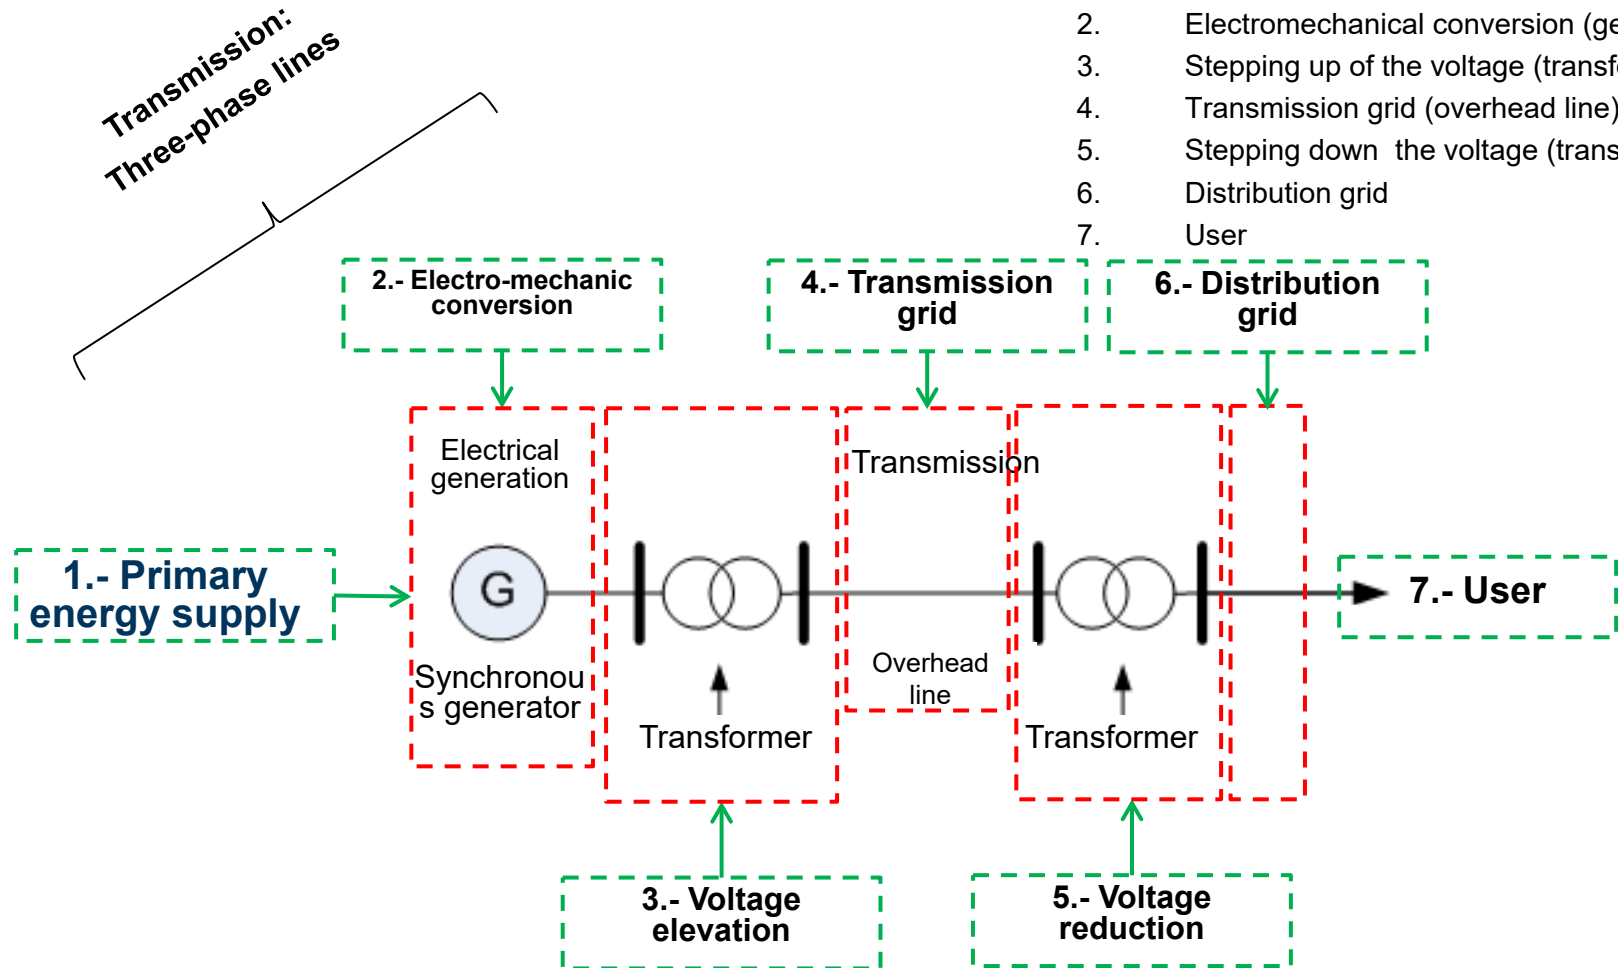 Transmission:
Three-phase lines
2. Electromechanical conversion (ge
3. Stepping up of the voltage (transf
4. Transmission grid (overhead line)
5. Stepping down the voltage (trans
6. Distribution grid
7. User
2.- Electro-mechanic
conversion
4.- Transmission
grid
6.- Distribution
grid
Electrical
generation
Transmission
1.- Primary
energy supply
G
7.- User
Synchronou
s generator
Overhead
line
Transformer
Transformer
3.- Voltage
elevation
5.- Voltage
reduction